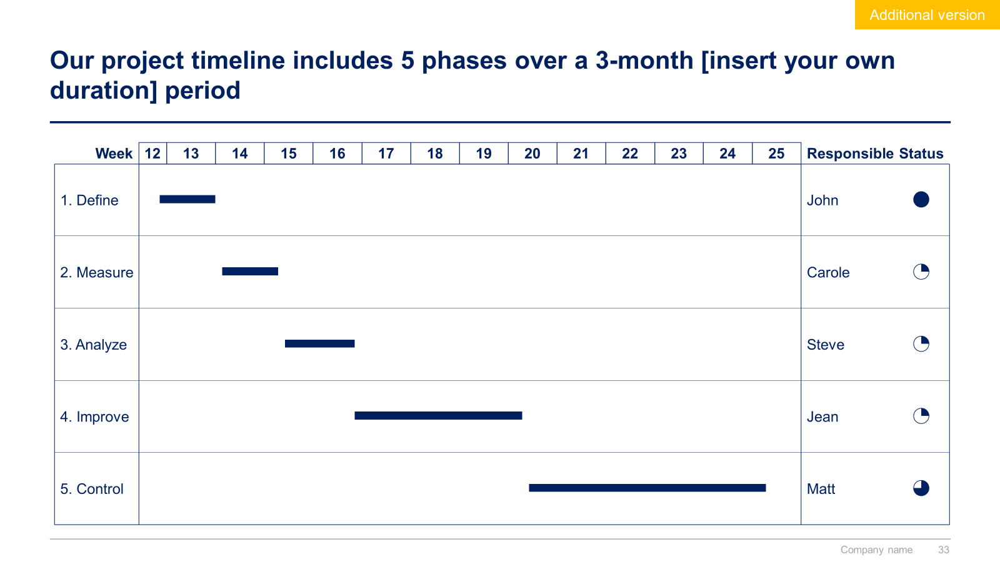 Additional version
Our project timeline includes 5 phases over a 3-month [insert your own
duration] period
Week 12 13 14 15 16 17 18 19 20 21 22 23 24 25 Responsible Status
1. Define John
2. Measure Carole
3. Analyze Steve
4. Improve Jean
5. Control Matt
Company name 33